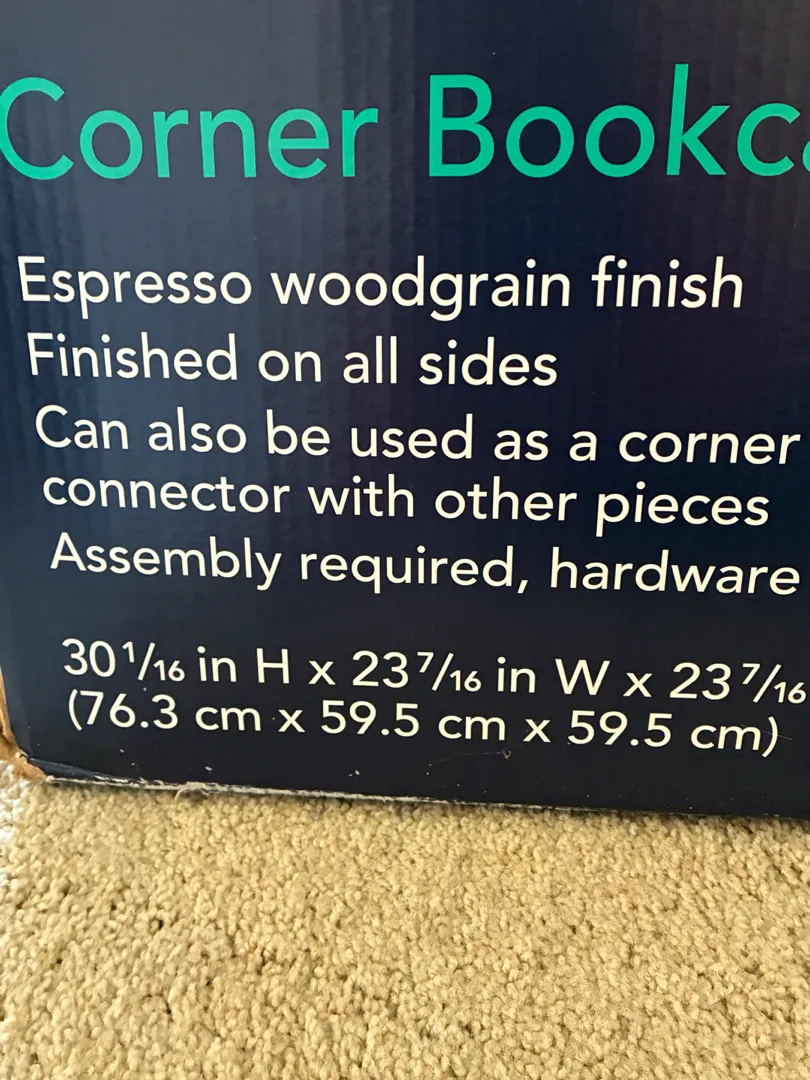 Corner Bookca
Espresso woodgrain finish
Finished on all sides
Can also be used as a corner
connector with other pieces
Assembly required, hardware
30 1/16 in H x 23 7/16 in W x 23 7/16
(76.3 cm x 59.5 cm x 59.5 cm)